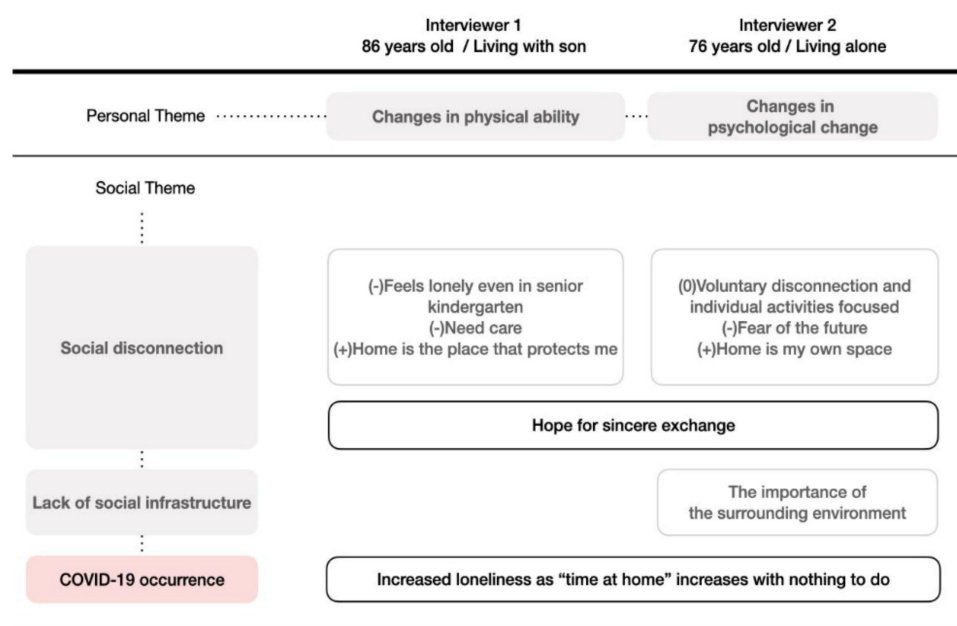 Interviewer 1
86 years old / Living with son
Interviewer 2
76 years old / Living alone
Personal Theme
Changes in physical ability
Changes in
psychological change
Social Theme
Social disconnection
(-)Feels lonely even in senior
kindergarten
(-)Need care
(+)Home is the place that protects me
(0)Voluntary disconnection and
individual activities focused
(-)Fear of the future
(+)Home is my own space
Hope for sincere exchange
Lack of social infrastructure
The importance of
the surrounding environment
COVID-19 occurrence
Increased loneliness as “time at home” increases with nothing to do